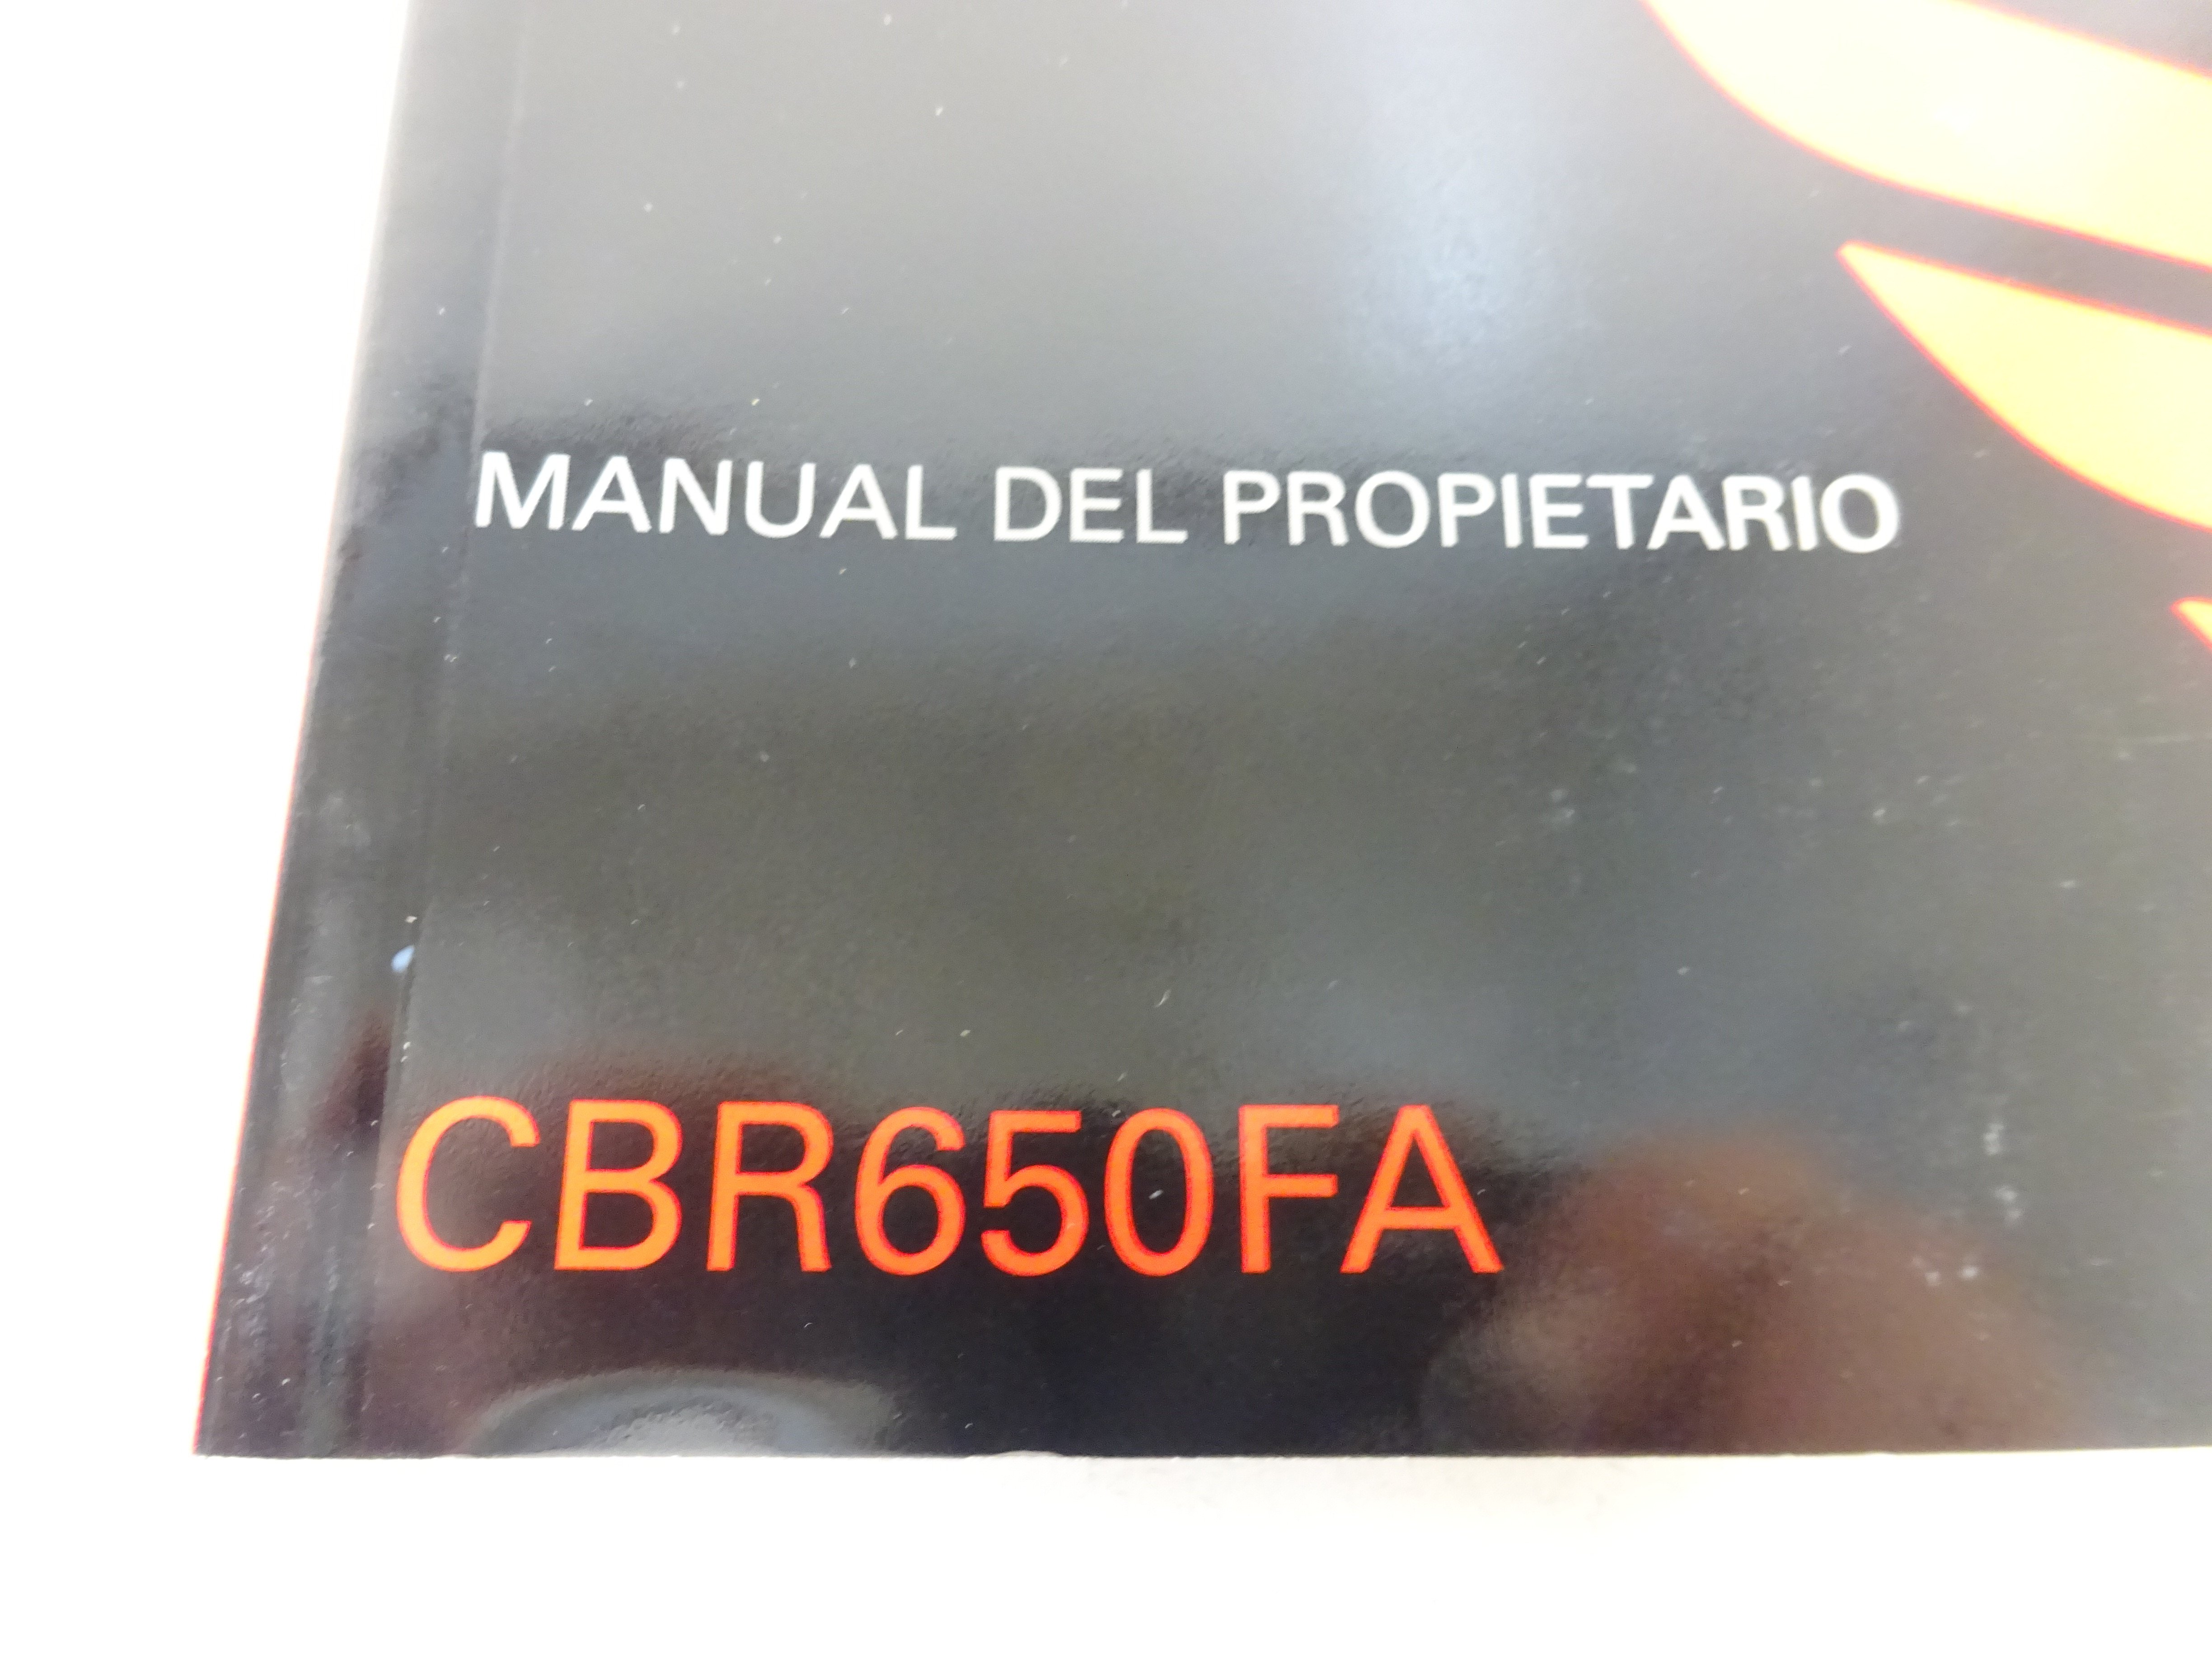 MANUAL DEL PROPIETARIO
CBR650FA